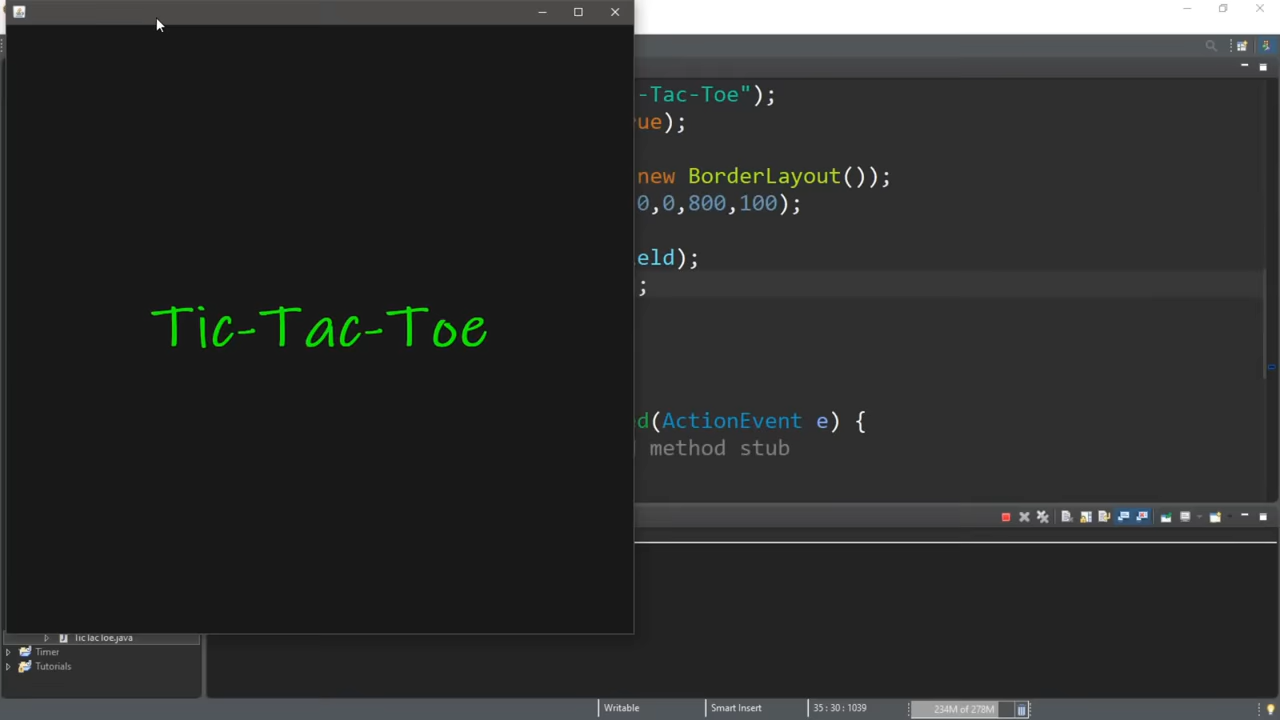 -Tac-Toe");
ue);
new BorderLayout());
0,0,800,100);
eld);
;
Tic-Tac-Toe
d(ActionEvent e) {
method stub
TicTacToe.java
Timer
Tutorials
Writable
Smart Insert
35 : 30 : 1039
234M of 278M